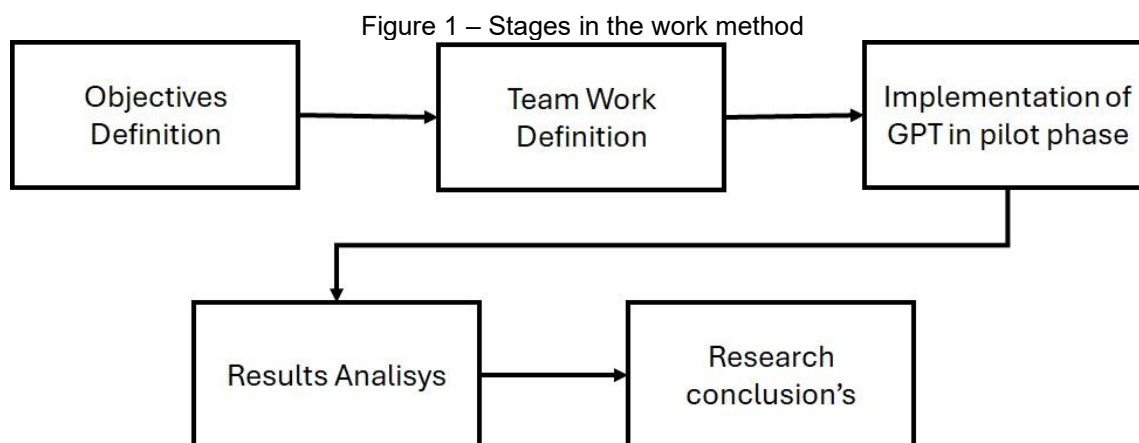 Figure 1 – Stages in the work method
Objectives
Definition
Team Work
Definition
Implementation of
GPT in pilot phase
Results Analisys
Research
conclusion’s